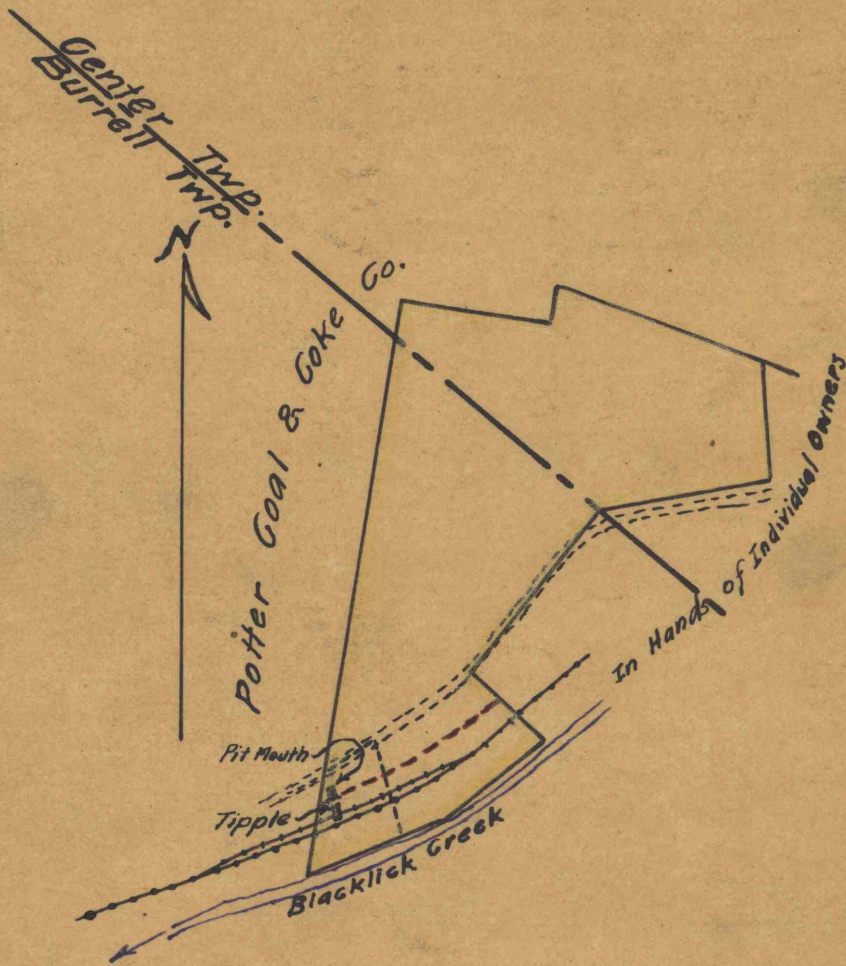 Center Twp.
Burrell Twp.
N
Potter Coal & Coke Co.
In Hands of Individual Owners
Pit Mouth
Tipple
Blacklick Creek